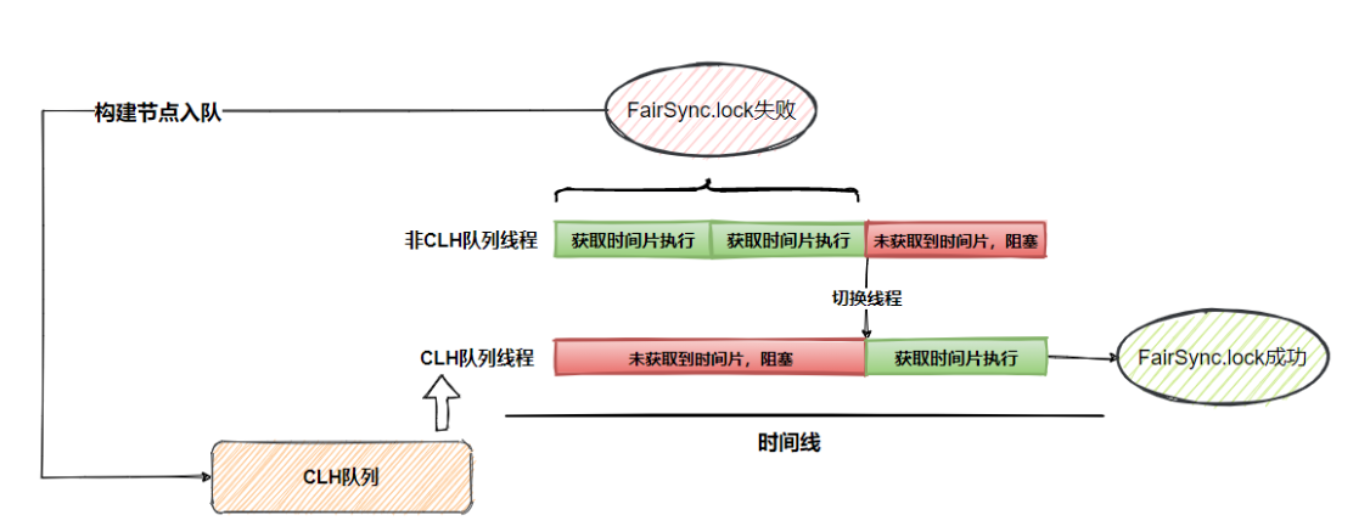 FairSync.lock失败
构建节点入队
非CLH队列线程
获取时间片执行
获取时间片执行
未获取到时间片，阻塞
切换线程
CLH队列线程
未获取到时间片，阻塞
获取时间片执行
FairSync.lock成功
时间线
CLH队列